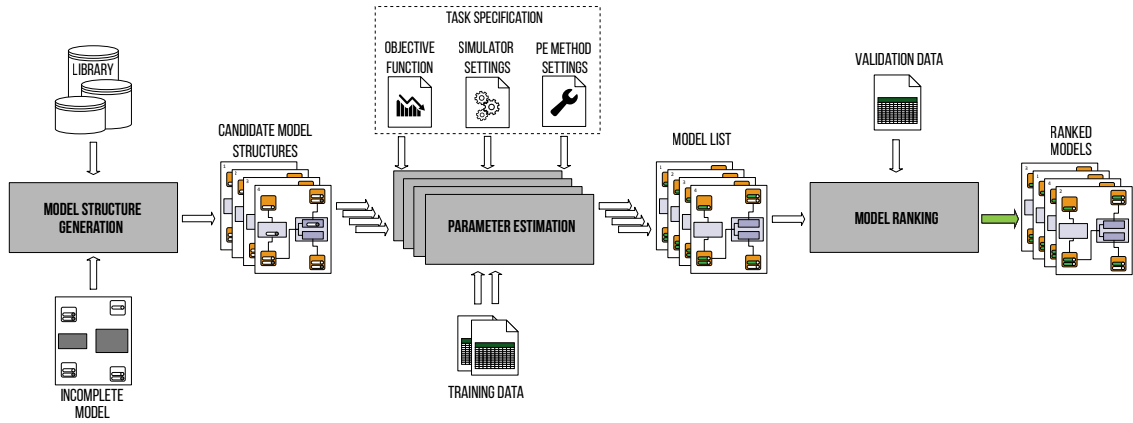 TASK SPECIFICATION
OBJECTIVE
FUNCTION
SIMULATOR
SETTINGS
PE METHOD
SETTINGS
LIBRARY
VALIDATION DATA
CANDIDATE MODEL
STRUCTURES
MODEL LIST
RANKED
MODELS
MODEL STRUCTURE
GENERATION
PARAMETER ESTIMATION
MODEL RANKING
TRAINING DATA
INCOMPLETE
MODEL